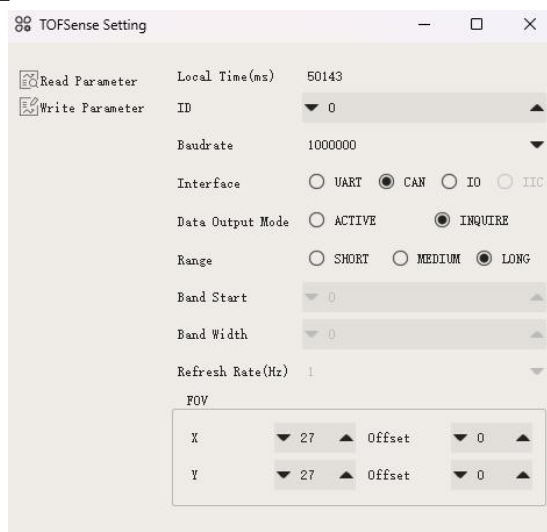 TOFSense Setting
Read Parameter
Write Parameter
Local Time(ms) 50143
ID 0
Baudrate 1000000
Interface UART CAN IO IIC
Data Output Mode ACTIVE INQUIRE
Range SHORT MEDIUM LONG
Band Start 0
Band Width 0
Refresh Rate(Hz) 1
FOV
X 27 Offset 0
Y 27 Offset 0